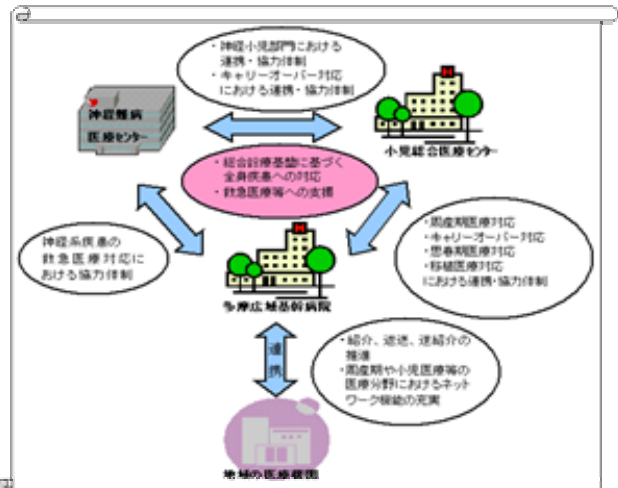 ・神経小児部門における
連携・協力体制
・キャリーオーバー対応
における連携・協力体制
神経難病
医療センター
小児総合医療センター
・総合診療基盤に基づく
全身疾患への対応
・救急医療等への支援
神経系疾患の
救急医療対応に
おける協力体制
・周産期医療対応
・キャリーオーバー対応
・思春期医療対応
・移植医療対応
における連携・協力体制
多摩広域基幹病院
連携
・紹介、返送、逆紹介の
推進
・周産期や小児医療等の
医療分野におけるネット
ワーク機能の充実
地域の医療機関